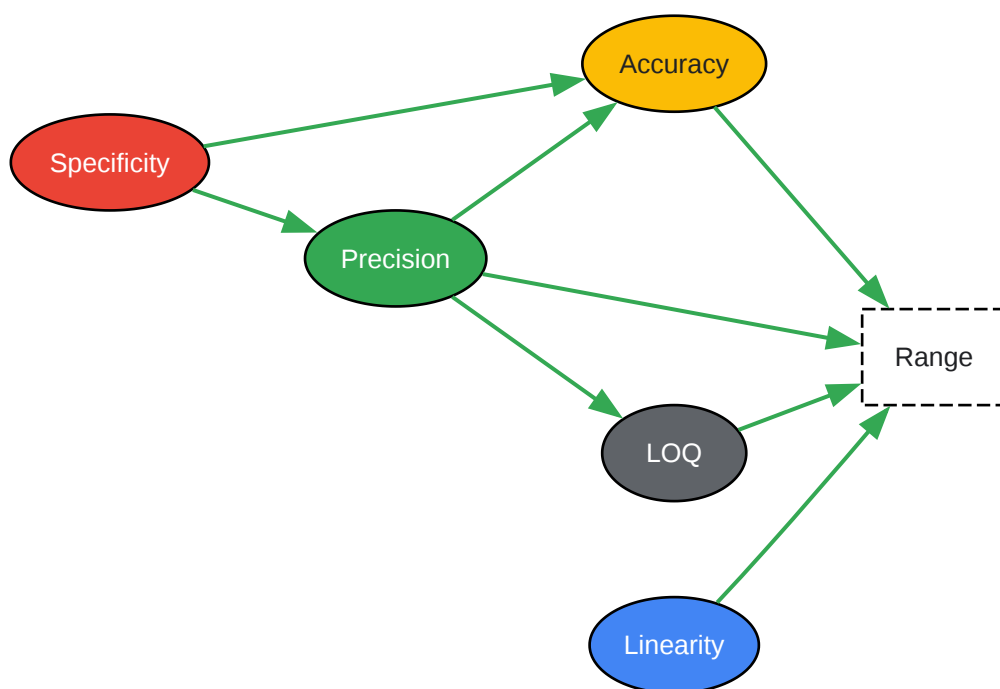 Accuracy
Specificity
Precision
Range
LOQ
Linearity